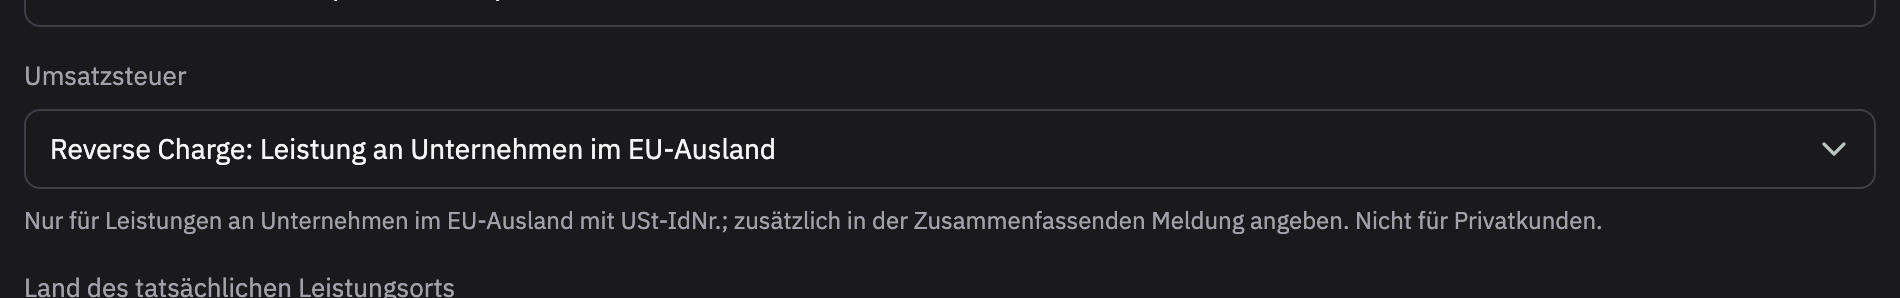 Umsatzsteuer
Reverse Charge: Leistung an Unternehmen im EU-Ausland
Nur für Leistungen an Unternehmen im EU-Ausland mit USt-IdNr.; zusätzlich in der Zusammenfassenden Meldung angeben. Nicht für Privatkunden.
Land des tatsächlichen Leistungsorts